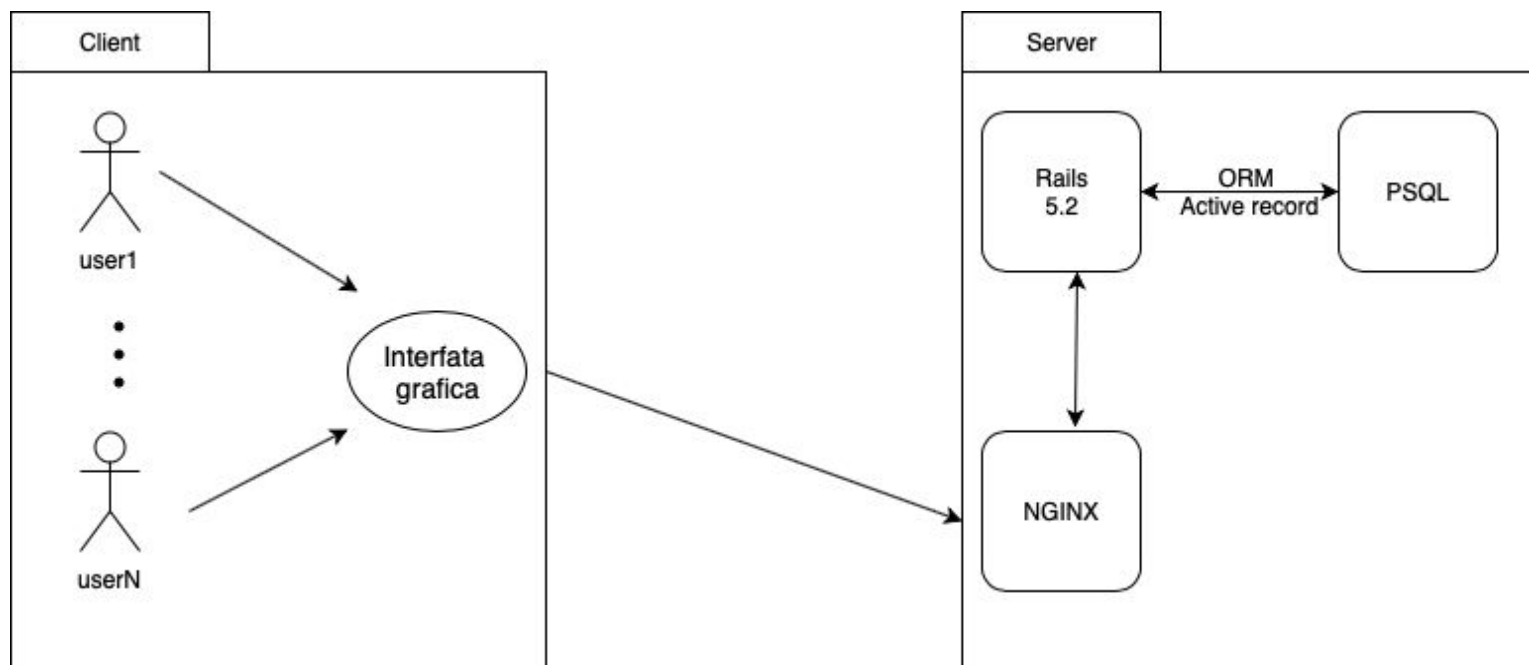 Client
user1
userN
Interfata
grafica
Server
Rails
5.2
ORM
Active record
PSQL
NGINX